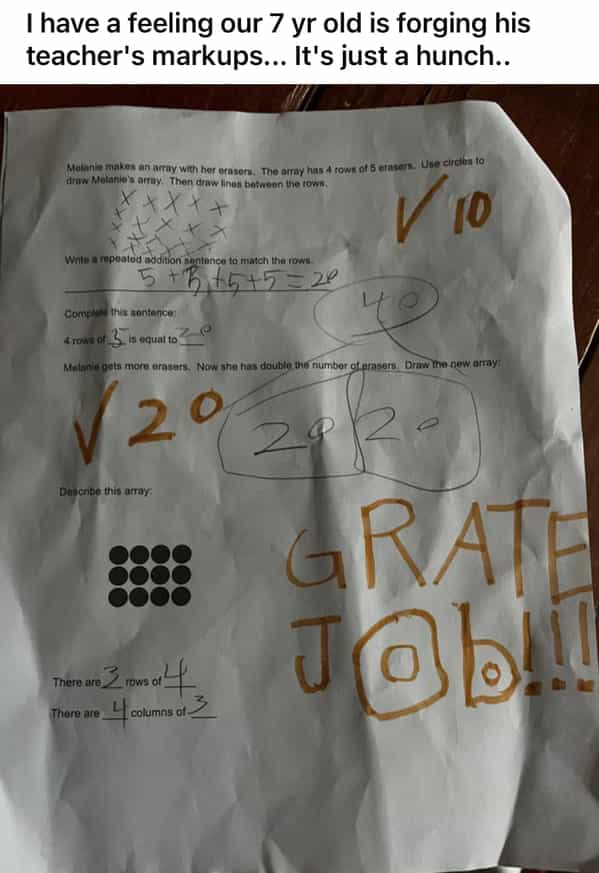 I have a feeling our 7 yr old is forging his
teacher's markups... It's just a hunch..
Melanie makes an array with her erasers. The array has 4 rows of 5 erasers. Use circles to
draw Melanie's array. Then draw lines between the rows.
√ 10
Write a repeated addition sentence to match the rows.
5 + 5 + 5 + 5 = 20
40
Complete this sentence:
4 rows of 5 is equal to 20
Melanie gets more erasers. Now she has double the number of erasers. Draw the new array:
√ 20
20 20
Describe this array:
GRATE
JOb!!!
There are 3 rows of 4
There are 4 columns of 3